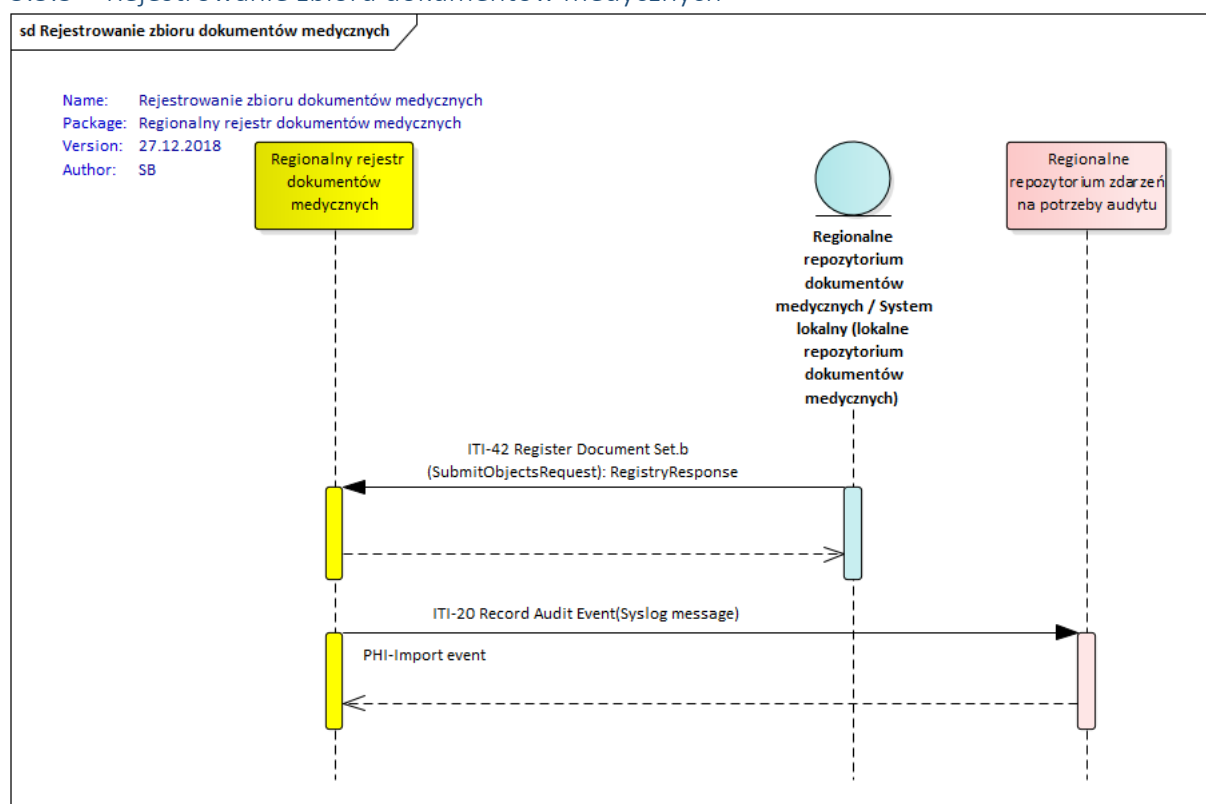 sd Rejestrowanie zbioru dokumentów medycznych
Name: Rejestrowanie zbioru dokumentów medycznych
Package: Regionalny rejestr dokumentów medycznych
Version: 27.12.2018
Author: SB
Regionalny rejestr
dokumentów
medycznych
Regionalne
repozytorium
dokumentów
medycznych / System
lokalny (lokalne
repozytorium
dokumentów
medycznych)
Regionalne
repozytorium zdarzeń
na potrzeby audytu
ITI-42 Register Document Set.b
(SubmitObjectsRequest): RegistryResponse
ITI-20 Record Audit Event(Syslog message)
PHI-Import event